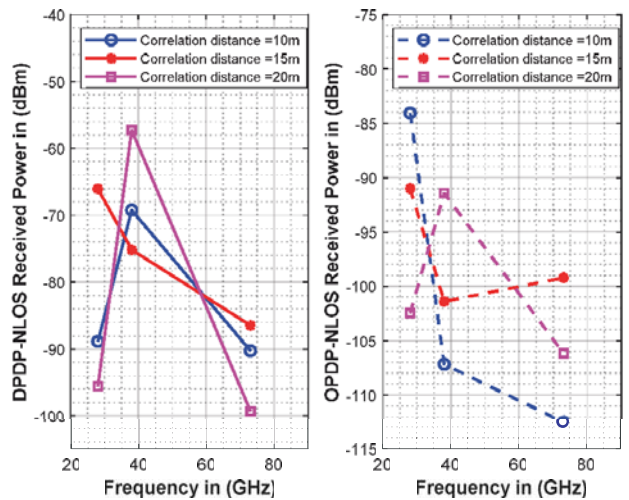 -40
-50
-60
-70
-80
-90
-100
DPDP-NLOS Received Power in (dBm)
Correlation distance =10m
Correlation distance =15m
Correlation distance =20m
20 40 60 80
Frequency in (GHz)
-75
-80
-85
-90
-95
-100
-105
-110
-115
OPDP-NLOS Received Power in (dBm)
Correlation distance =10m
Correlation distance =15m
Correlation distance =20m
20 40 60 80
Frequency in (GHz)